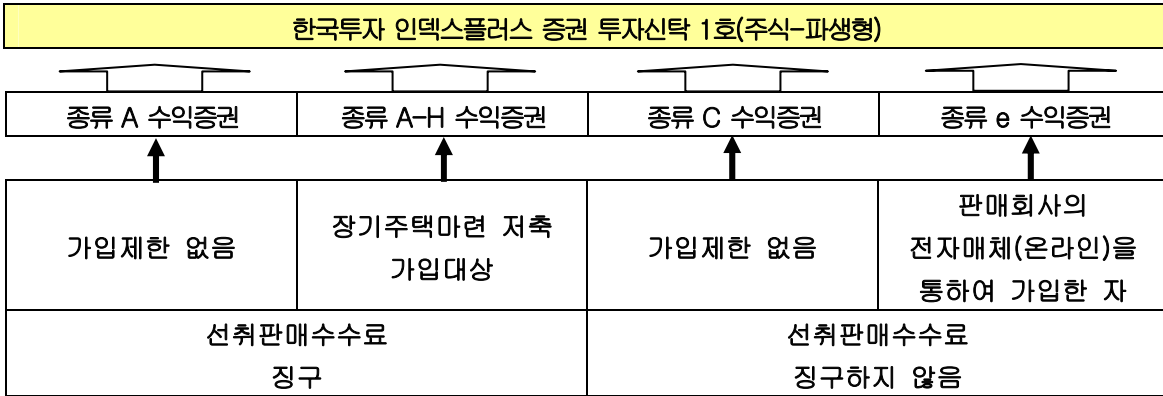 한국투자 인덱스플러스 증권 투자신탁 1호(주식-파생형)
종류 A 수익증권
종류 A-H 수익증권
종류 C 수익증권
종류 e 수익증권
가입제한 없음
장기주택마련 저축
가입대상
가입제한 없음
판매회사의
전자매체(온라인)을
통하여 가입한 자
선취판매수수료
징구
선취판매수수료
징구하지 않음